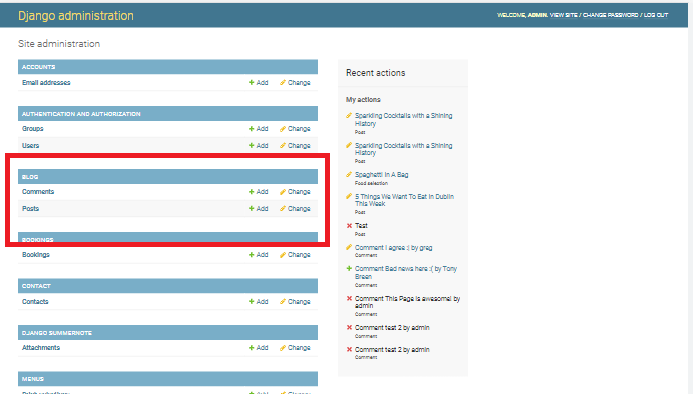 Django administration
WELCOME, ADMIN. VIEW SITE / CHANGE PASSWORD / LOG OUT
Site administration
ACCOUNTS
Email addresses + Add Change
AUTHENTICATION AND AUTHORIZATION
Groups + Add Change
Users + Add Change
BLOG
Comments + Add Change
Posts + Add Change
BOOKINGS
Bookings + Add Change
CONTACT
Contacts + Add Change
DJANGO SUMMERNOTE
Attachments + Add Change
MENUS
Add Change
Recent actions
My actions
Sparkling Cocktails with a Shining
History
Post
Sparkling Cocktails with a Shining
History
Post
Spaghetti In A Bag
Food selection
5 Things We Want To Eat In Dublin
This Week
Post
Test
Post
Comment I agree :( by greg
Comment
Comment Bad news here :( by Tony
Breen
Comment
Comment This Page is awesome! by
admin
Comment
Comment test 2 by admin
Comment
Comment test 2 by admin
Comment